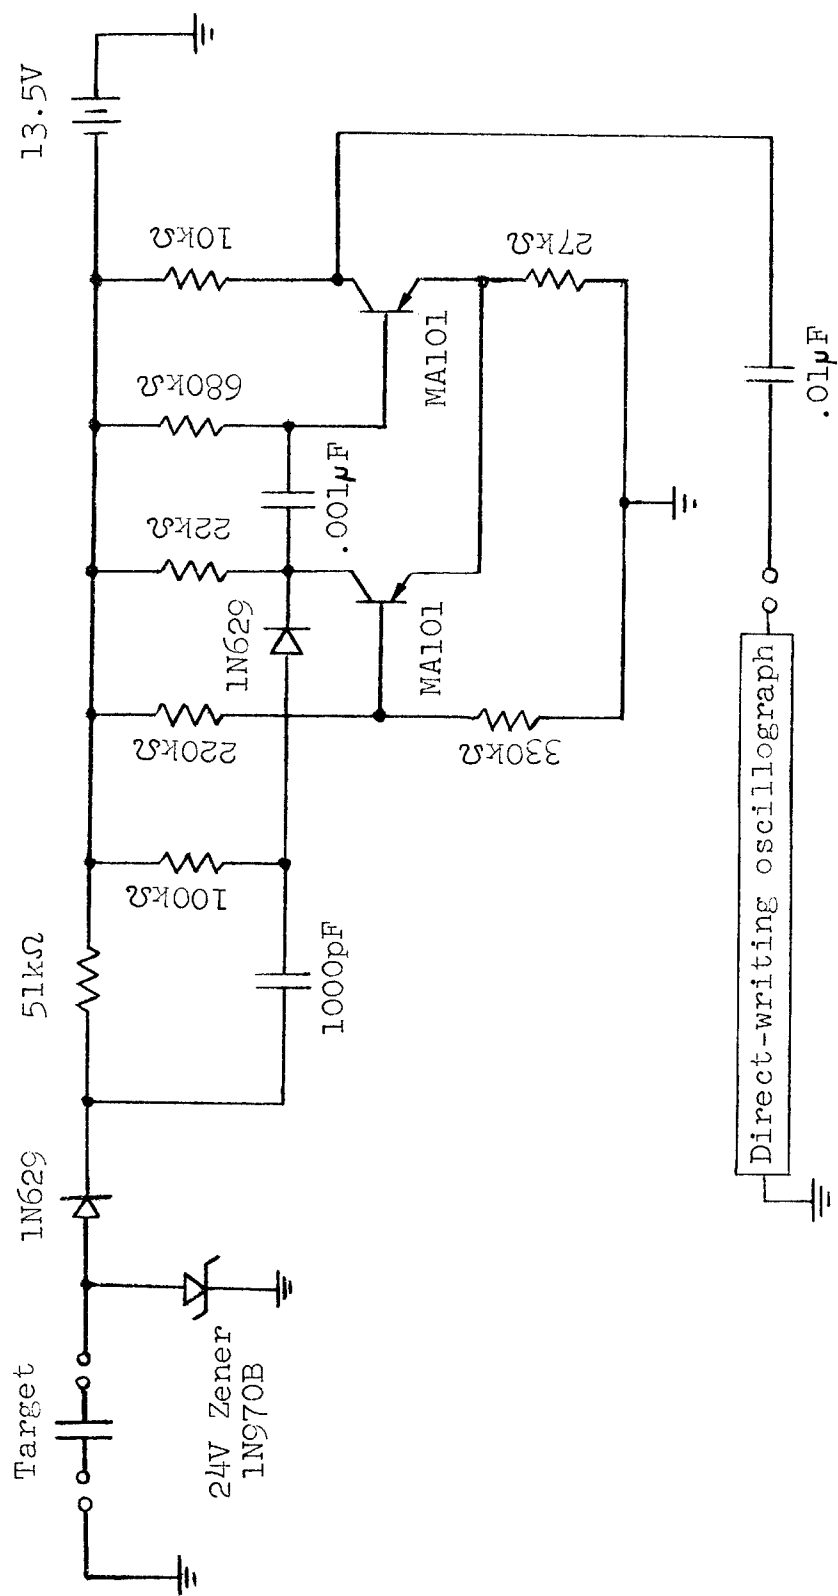 Target
1N629
51kΩ
13.5V
100kΩ
220kΩ
22kΩ
680kΩ
10kΩ
24V Zener
1N970B
1000pF
1N629
.001μF
MA101
MA101
330kΩ
27kΩ
.01μF
Direct-writing oscillograph